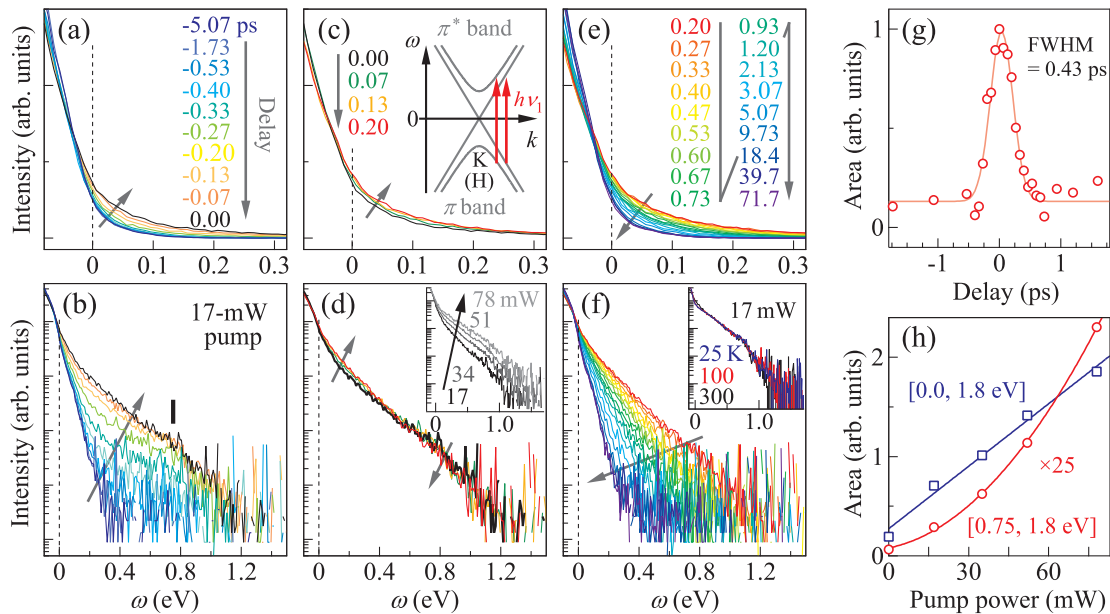 (a)
-5.07 ps
-1.73
-0.53
-0.40
-0.33
-0.27
-0.20
-0.13
-0.07
0.00
Delay
Intensity (arb. units)
0
0.1
0.2
0.3
(c)
0.00
0.07
0.13
0.20
ω
π* band
0
hν1
k
K
(H)
π band
0
0.1
0.2
0.3
(e)
0.20
0.27
0.33
0.40
0.47
0.53
0.60
0.67
0.73
0.93
1.20
2.13
3.07
5.07
9.73
18.4
39.7
71.7
0
0.1
0.2
0.3
(g)
FWHM
= 0.43 ps
Area (arb. units)
1
0
-1
0
1
Delay (ps)
(b)
17-mW
pump
Intensity (arb. units)
0
0.4
0.8
1.2
ω (eV)
(d)
78 mW
51
34
17
0
1.0
0
0.4
0.8
1.2
ω (eV)
(f)
17 mW
25 K
100
300
0
1.0
0
0.4
0.8
1.2
ω (eV)
(h)
[0.0, 1.8 eV]
×25
[0.75, 1.8 eV]
Area (arb. units)
2
1
0
0
30
60
Pump power (mW)